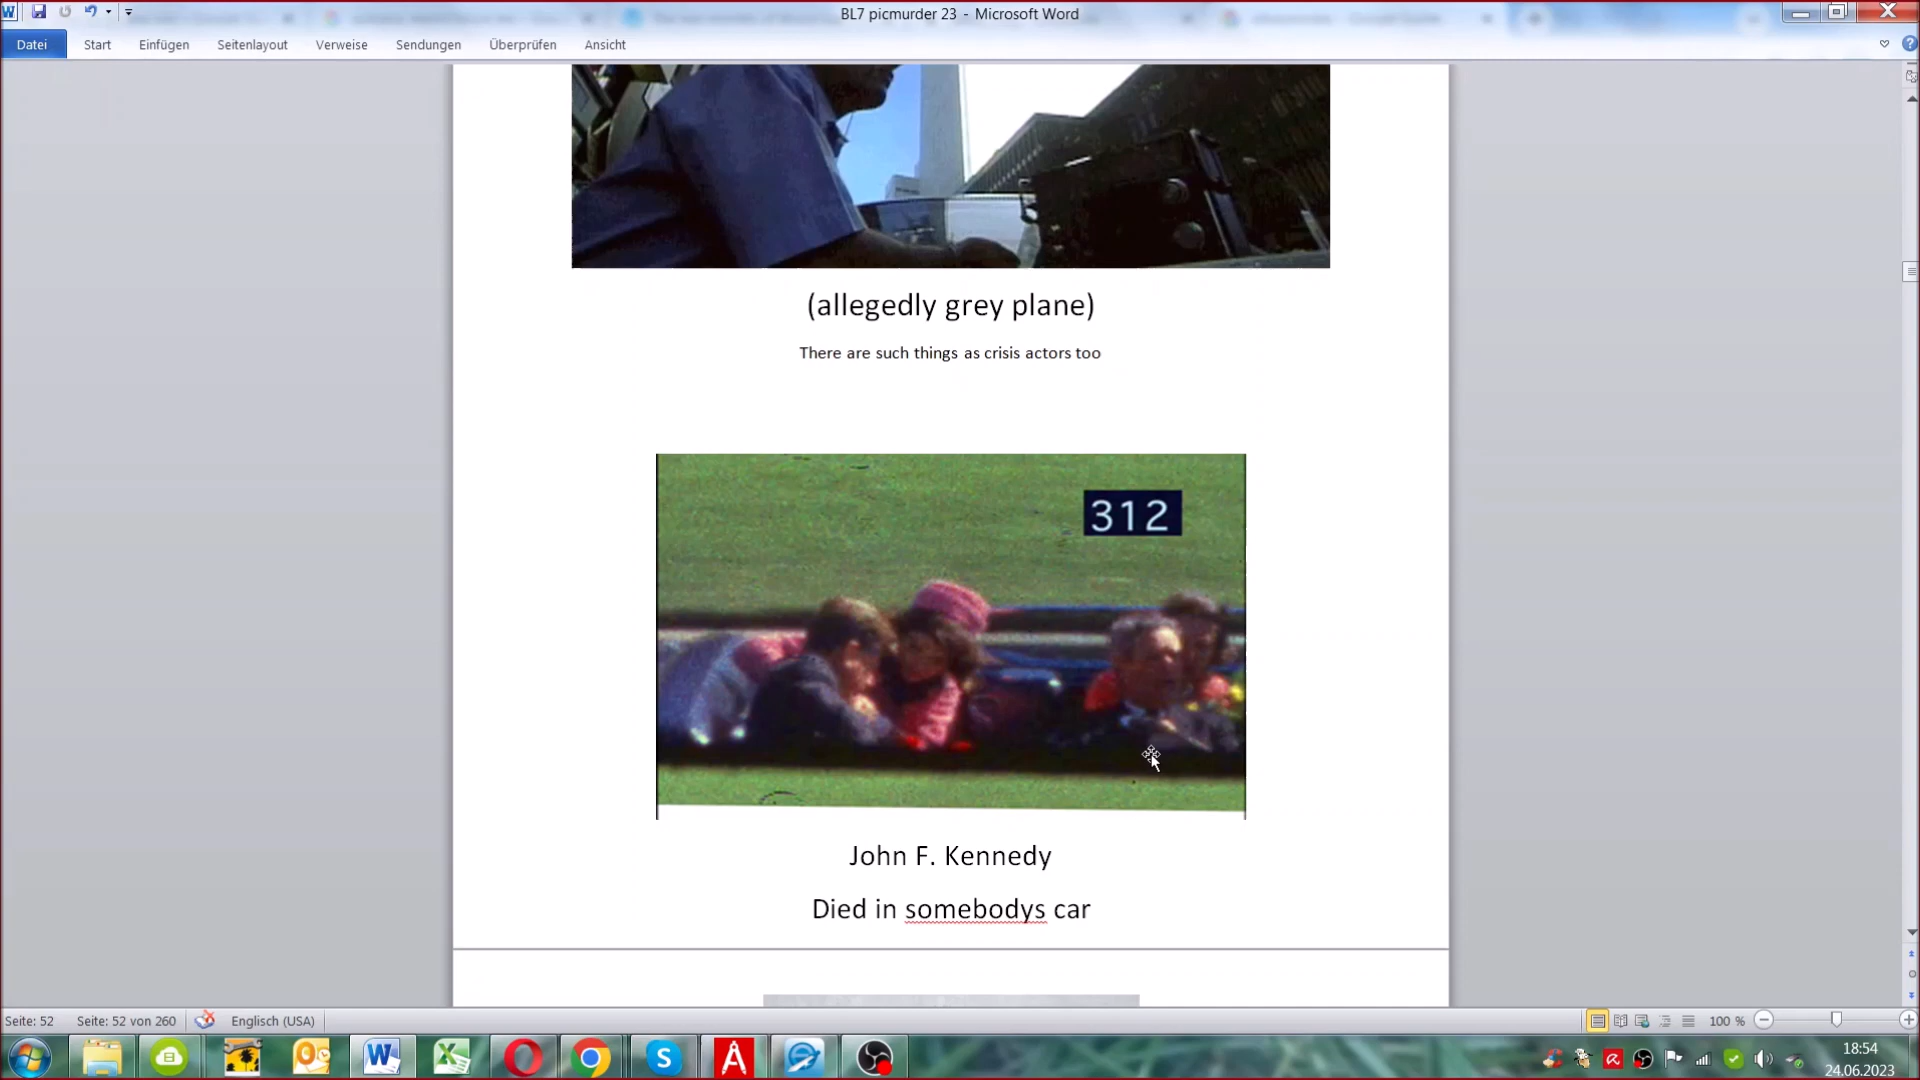 BL7 picmurder 23 - Microsoft Word
Datei Start Einfügen Seitenlayout Verweise Sendungen Überprüfen Ansicht
(allegedly grey plane)
There are such things as crisis actors too
312
John F. Kennedy
Died in somebodys car
Seite: 52 Seite: 52 von 260 Englisch (USA) 100 %
18:54
24.06.2023